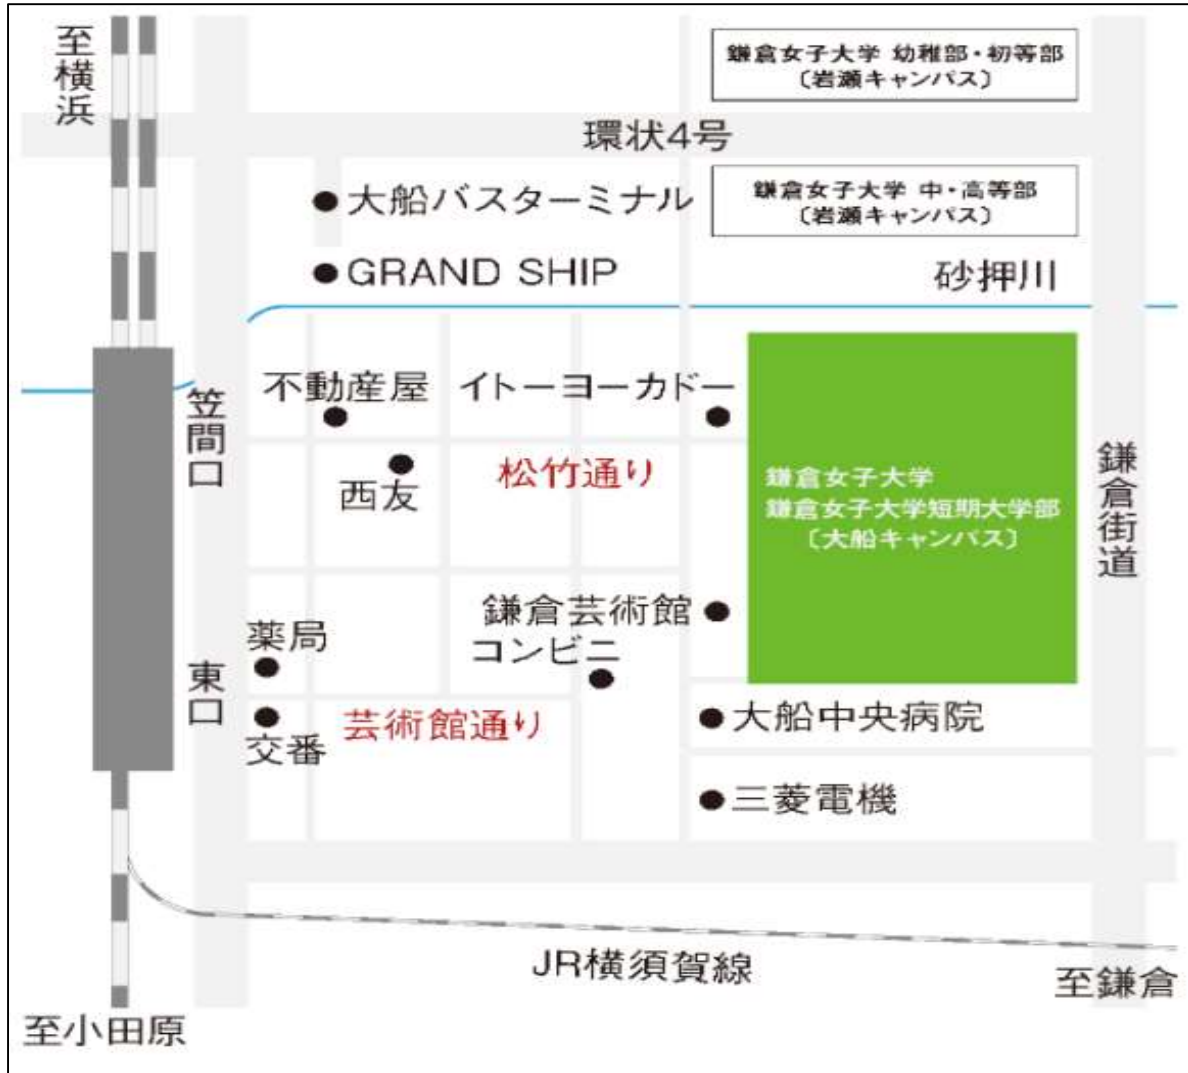 至横浜
鎌倉女子大学 幼稚部・初等部
〔岩瀬キャンパス〕
環状4号
大船バスターミナル
鎌倉女子大学 中・高等部
〔岩瀬キャンパス〕
GRAND SHIP
砂押川
不動産屋
イトーヨーカドー
笠間口
西友
松竹通り
鎌倉女子大学
鎌倉女子大学短期大学部
〔大船キャンパス〕
鎌倉街道
鎌倉芸術館
コンビニ
薬局
東口
交番
芸術館通り
大船中央病院
三菱電機
JR横須賀線
至鎌倉
至小田原